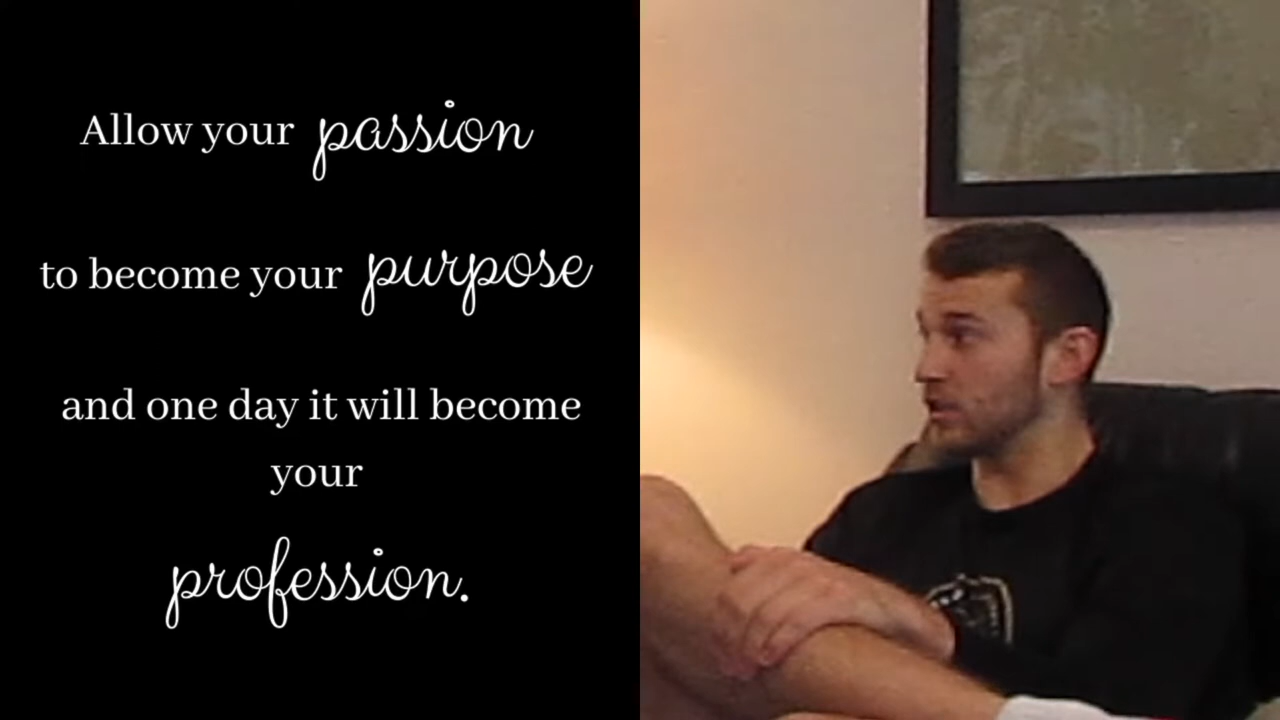 Allow your passion
to become your purpose
and one day it will become
your
profession.